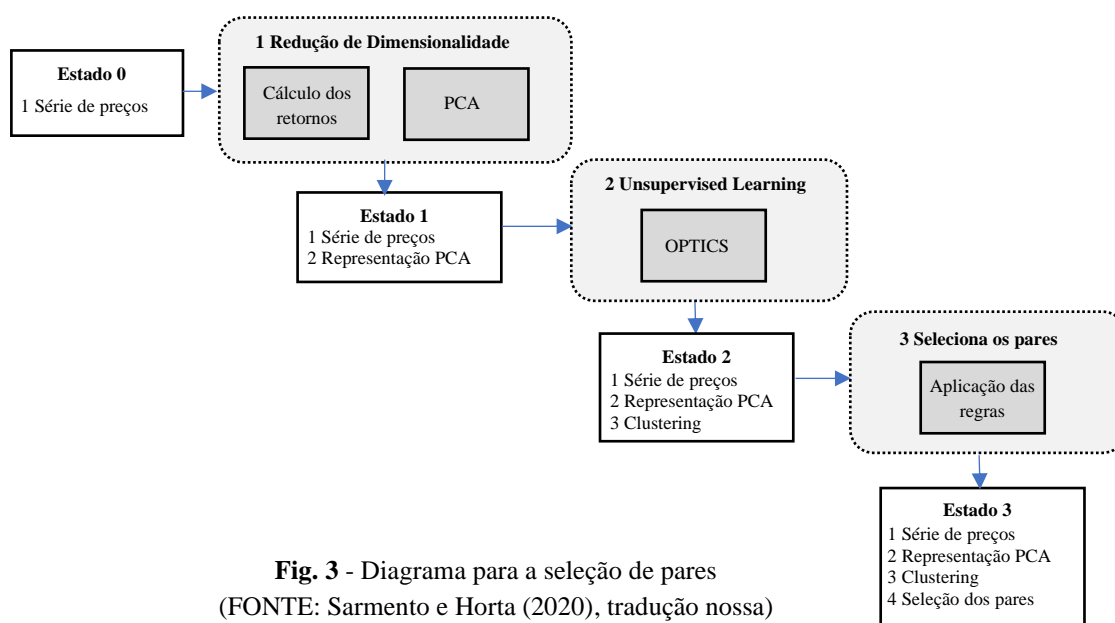 1 Redução de Dimensionalidade
Estado 0
1 Série de preços
Cálculo dos
retornos
PCA
2 Unsupervised Learning
Estado 1
1 Série de preços
2 Representação PCA
OPTICS
3 Seleciona os pares
Estado 2
1 Série de preços
2 Representação PCA
3 Clustering
Aplicação das
regras
Estado 3
1 Série de preços
2 Representação PCA
3 Clustering
4 Seleção dos pares
Fig. 3 - Diagrama para a seleção de pares
(FONTE: Sarmento e Horta (2020), tradução nossa)